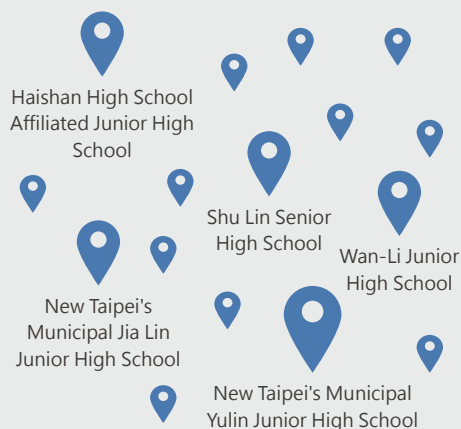 Haishan High School
Affiliated Junior High
School
Shu Lin Senior
High School
Wan-Li Junior
High School
New Taipei's
Municipal Jia Lin
Junior High School
New Taipei's Municipal
Yulin Junior High School